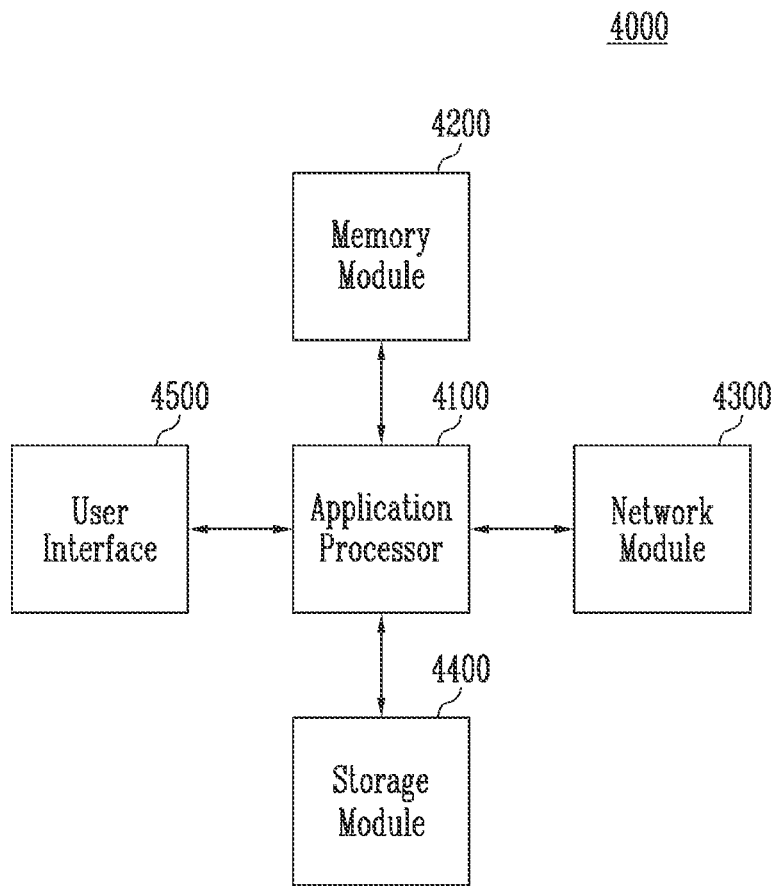 4000
4200
Memory
Module
4500
4100
4300
User
Interface
Application
Processor
Network
Module
4400
Storage
Module